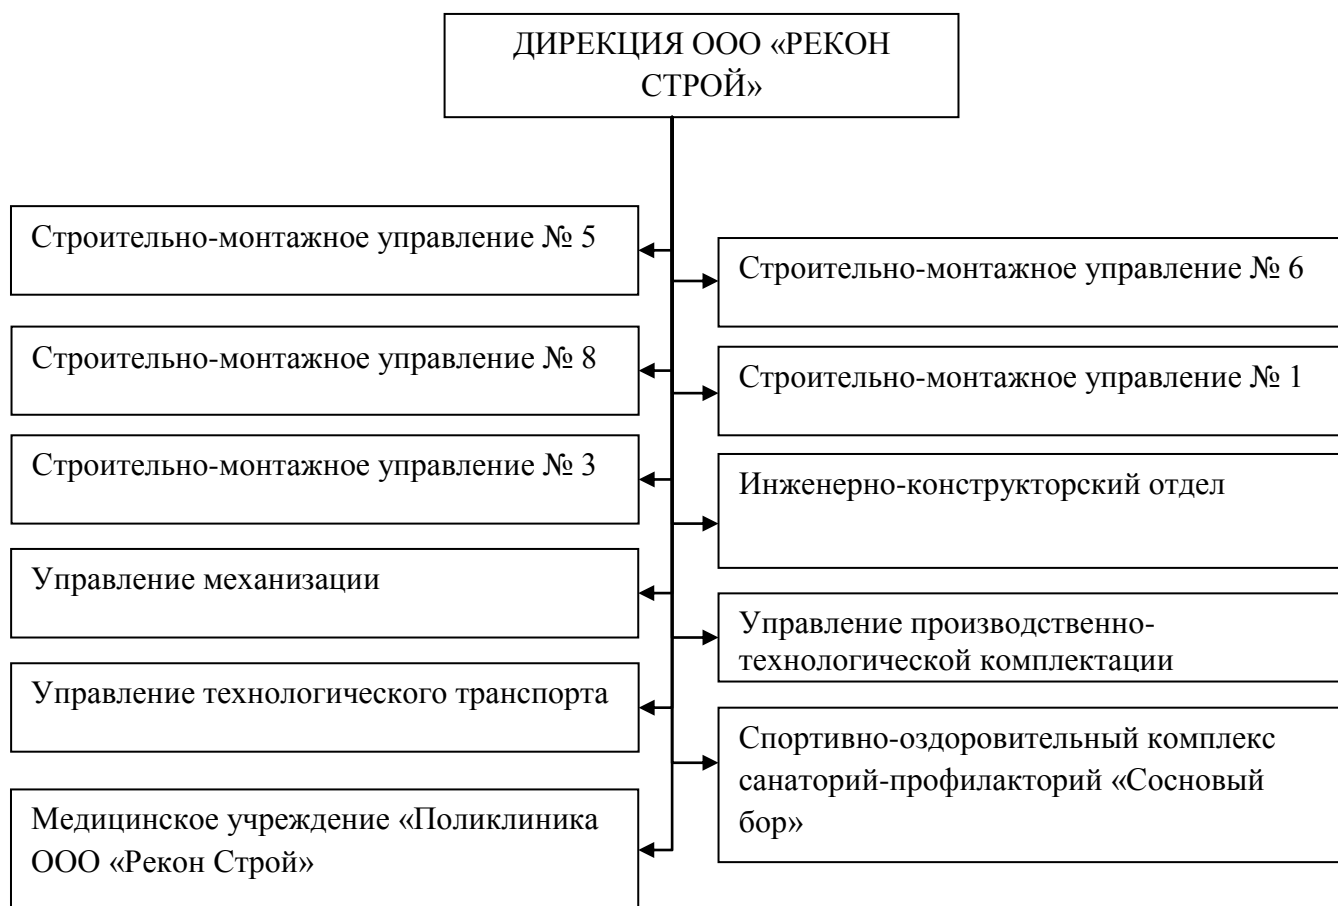 ДИРЕКЦИЯ ООО «РЕКОН
СТРОЙ»
Строительно-монтажное управление № 5
Строительно-монтажное управление № 6
Строительно-монтажное управление № 8
Строительно-монтажное управление № 1
Строительно-монтажное управление № 3
Инженерно-конструкторский отдел
Управление механизации
Управление производственно-
технологической комплектации
Управление технологического транспорта
Спортивно-оздоровительный комплекс
санаторий-профилакторий «Сосновый
бор»
Медицинское учреждение «Поликлиника
ООО «Рекон Строй»